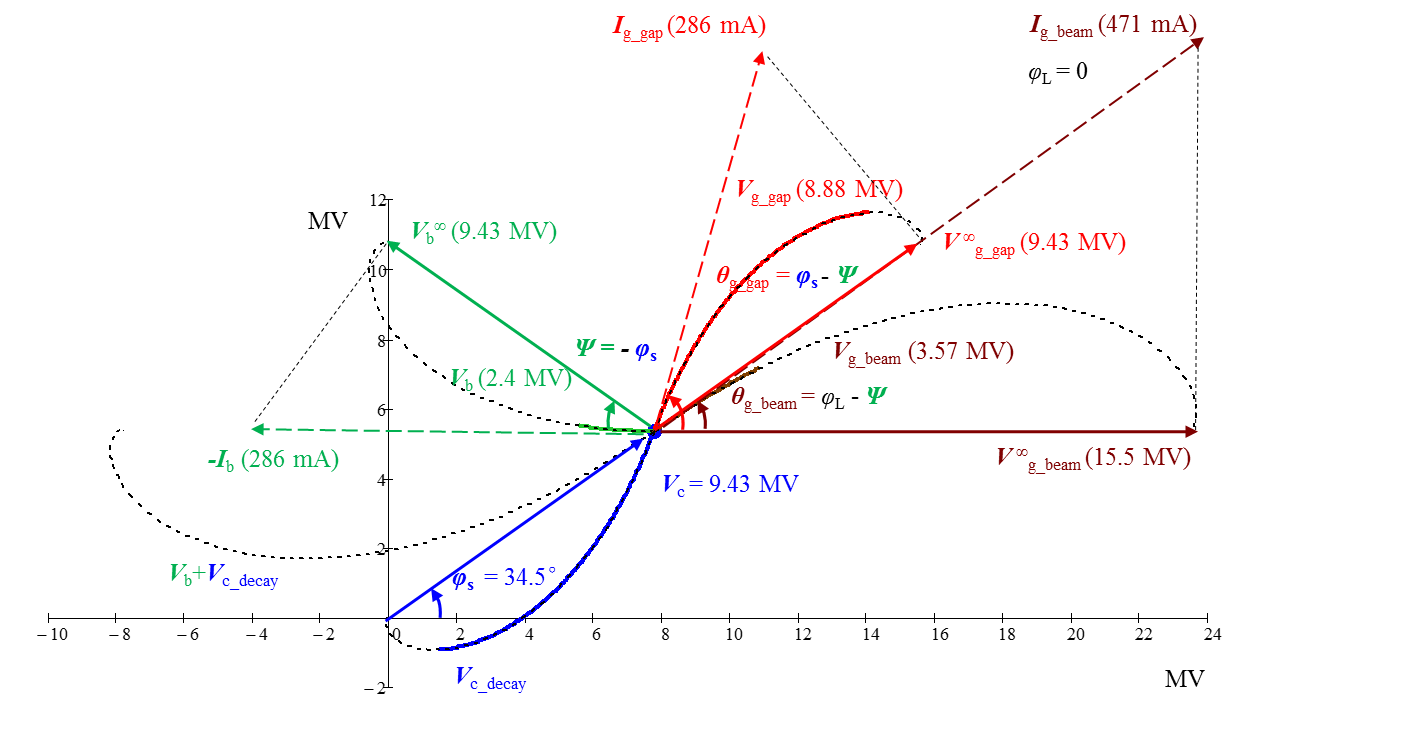 I_g_gap (286 mA)
I_g_beam (471 mA)
φ_L = 0
V_g_gap (8.88 MV)
12
MV
V_b^∞ (9.43 MV)
V^∞_g_gap (9.43 MV)
10
θ_g_gap = φ_s - Ψ
8
Ψ = - φ_s
V_g_beam (3.57 MV)
V_b (2.4 MV)
θ_g_beam = φ_L - Ψ
6
-I_b (286 mA)
V^∞_g_beam (15.5 MV)
4
V_c = 9.43 MV
2
V_b+V_c_decay
φ_s = 34.5°
−10 −8 −6 −4 −2 0 2 4 6 8 10 12 14 16 18 20 22 24
V_c_decay
MV
−2